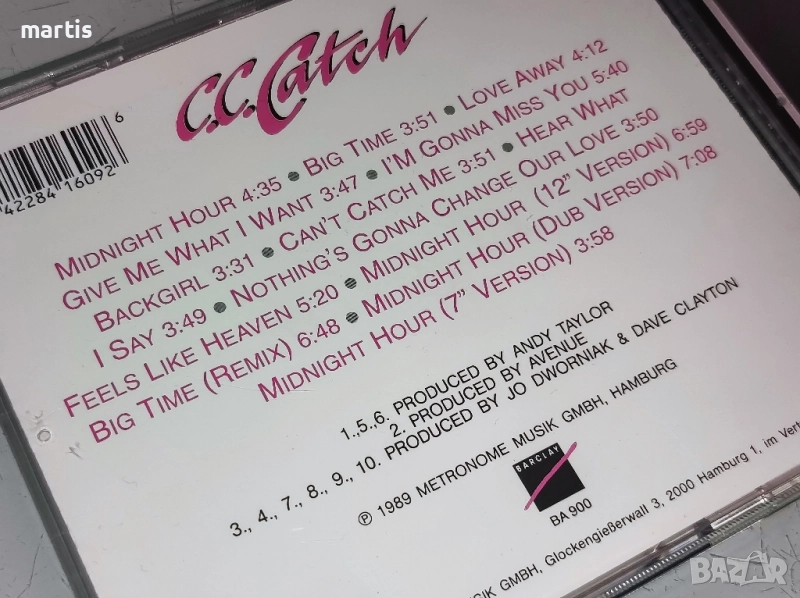 martis
C.C. Catch
6
42284 16092
MIDNIGHT HOUR 4:35 ● BIG TIME 3:51 ● LOVE AWAY 4:12
GIVE ME WHAT I WANT 3:47 ● I'M GONNA MISS YOU 5:40
BACKGIRL 3:31 ● CAN'T CATCH ME 3:51 ● HEAR WHAT
I SAY 3:49 ● NOTHING'S GONNA CHANGE OUR LOVE 3:50
FEELS LIKE HEAVEN 5:20 ● MIDNIGHT HOUR (12" VERSION) 6:59
BIG TIME (REMIX) 6:48 ● MIDNIGHT HOUR (DUB VERSION) 7:08
MIDNIGHT HOUR (7" VERSION) 3:58
1.,5.,6. PRODUCED BY ANDY TAYLOR
2. PRODUCED BY AVENUE
3., 4., 7., 8., 9., 10. PRODUCED BY JO DWORNIAK & DAVE CLAYTON
℗ 1989 METRONOME MUSIK GMBH, HAMBURG
BARCLAY
BA 900
SIK GMBH, Glockengießerwall 3, 2000 Hamburg 1, im Vert
BAZAR